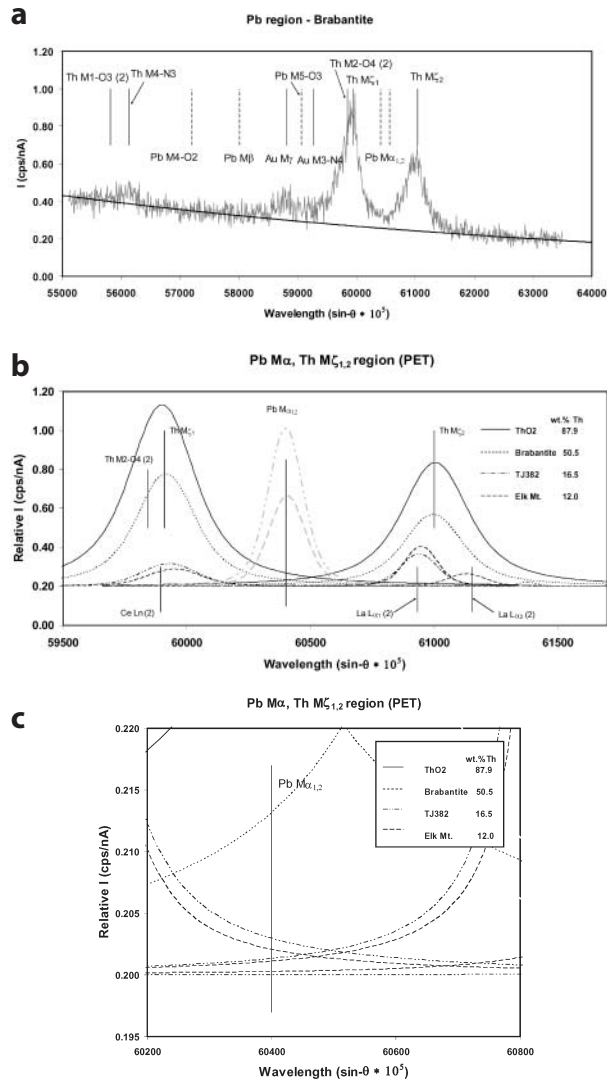 a
Pb region - Brabantite
I (cps/nA)
1.20
1.00
0.80
0.60
0.40
0.20
0.00
Th M1-O3 (2)
Th M4-N3
Pb M4-O2
Pb Mβ
Au Mγ
Pb M5-O3
Au M3-N4
Th M2-O4 (2)
Th Mζ1
Pb Mα1,2
Th Mζ2
55000 56000 57000 58000 59000 60000 61000 62000 63000 64000
Wavelength (sin-θ * 10⁵)
b
Pb Mα, Th Mζ1,2 region (PET)
Relative I (cps/nA)
1.20
1.00
0.80
0.60
0.40
0.20
0.00
Th M2-O4 (2)
Th Mζ1
Pb Mα1,2
Th Mζ2
Ce Ln (2)
La Lα1 (2)
La Lα2 (2)
wt.% Th
ThO2 87.9
Brabantite 50.5
TJ382 16.5
Elk Mt. 12.0
59500 60000 60500 61000 61500
Wavelength (sin-θ * 10⁵)
c
Pb Mα, Th Mζ1,2 region (PET)
Relative I (cps/nA)
0.220
0.215
0.210
0.205
0.200
0.195
Pb Mα1,2
wt.%Th
ThO2 87.9
Brabantite 50.5
TJ382 16.5
Elk Mt. 12.0
60200 60400 60600 60800
Wavelength (sin-θ * 10⁵)